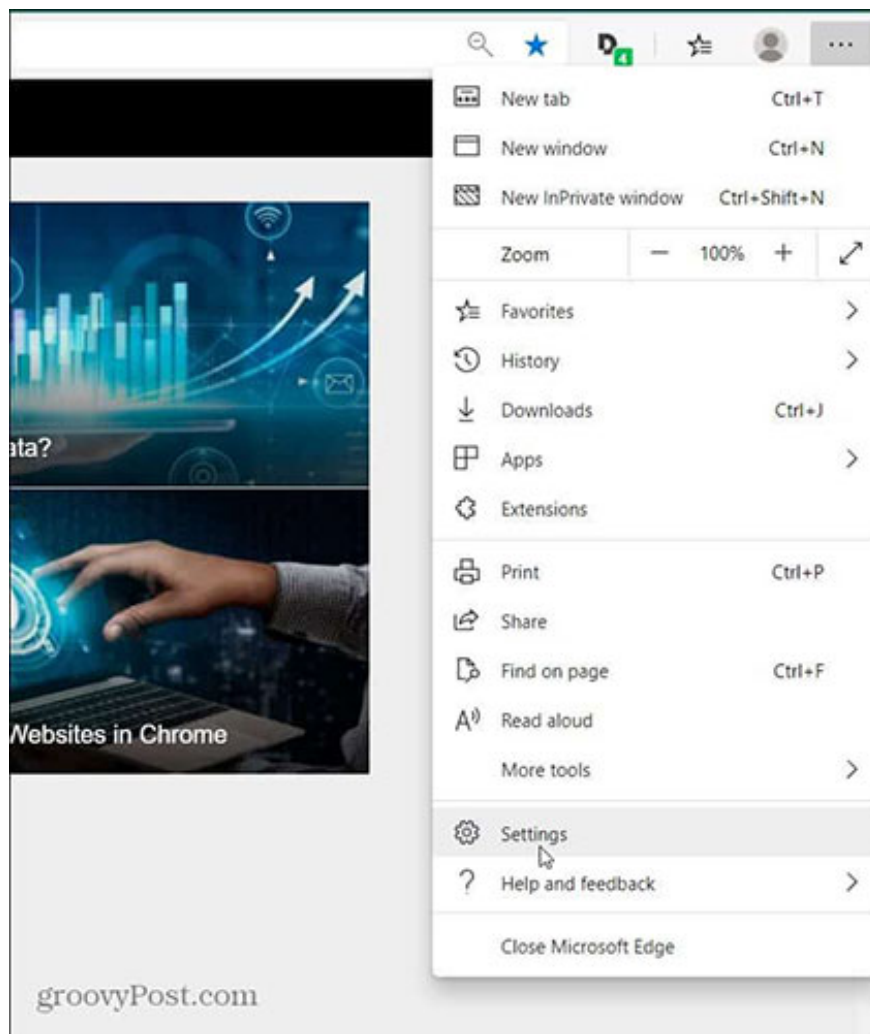 D
4
...
New tab Ctrl+T
New window Ctrl+N
New InPrivate window Ctrl+Shift+N
Zoom — 100% +
Favorites
History
Downloads Ctrl+J
Apps
Extensions
Print Ctrl+P
Share
Find on page Ctrl+F
Read aloud
More tools
Settings
Help and feedback
Close Microsoft Edge
ata?
Websites in Chrome
groovyPost.com